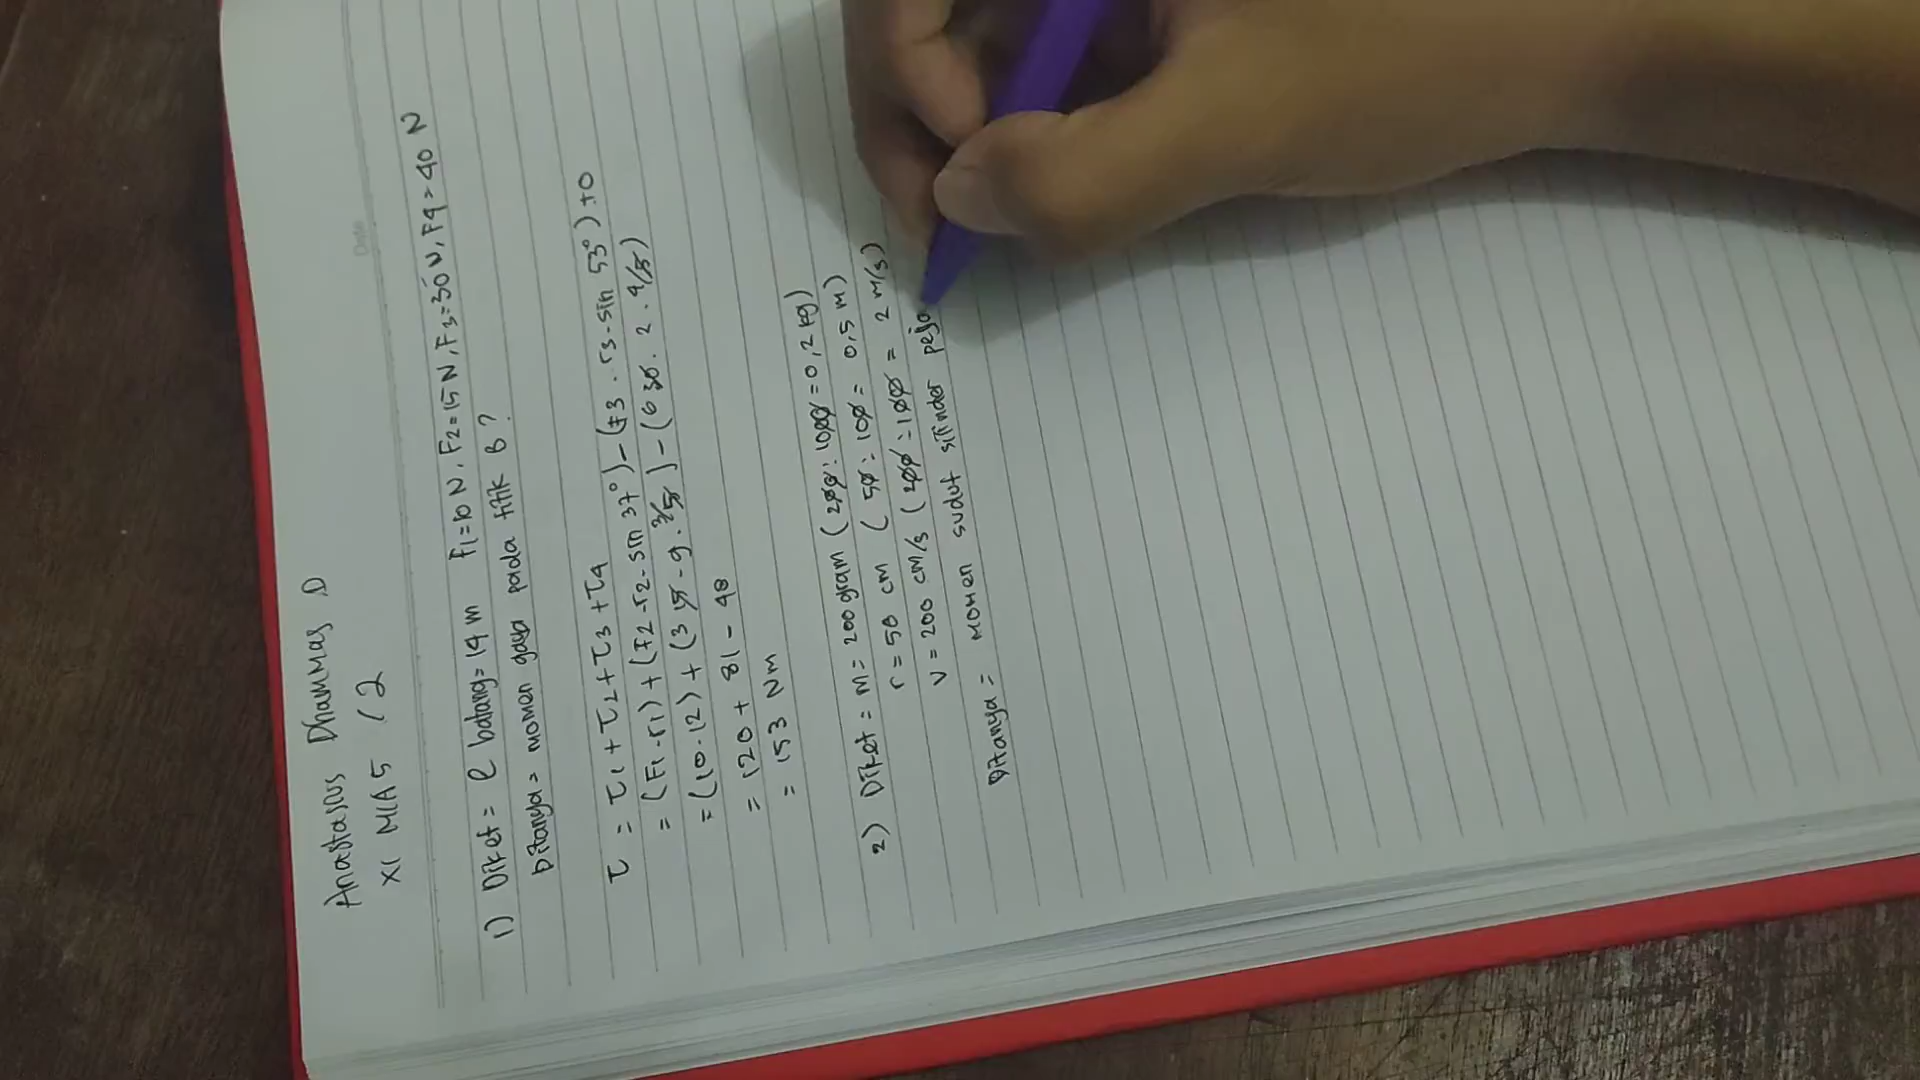 Date
Anastasius Dhammas D
XI MIA 5 / 2
1) Diket = l batang = 14 m F1 = 10 N, F2 = 15 N, F3 = 30 N, F4 = 40 N
Ditanya = momen gaya pada titik B?
τ = τ1 + τ2 + τ3 + τ4
= (F1 . r1) + (F2 . r2 . sin 37°) - (F3 . r3 . sin 53°) + 0
= (10 . 12) + (3 15 . 9 . 3/5) - (6 30 . 2 . 4/5)
= 120 + 81 - 48
= 153 Nm
2) Diket = M = 200 gram (200 : 1000 = 0,2 kg)
r = 50 cm (50 : 100 = 0,5 m)
v = 200 cm/s (200 : 100 = 2 m/s)
Ditanya = momen sudut silinder pejo